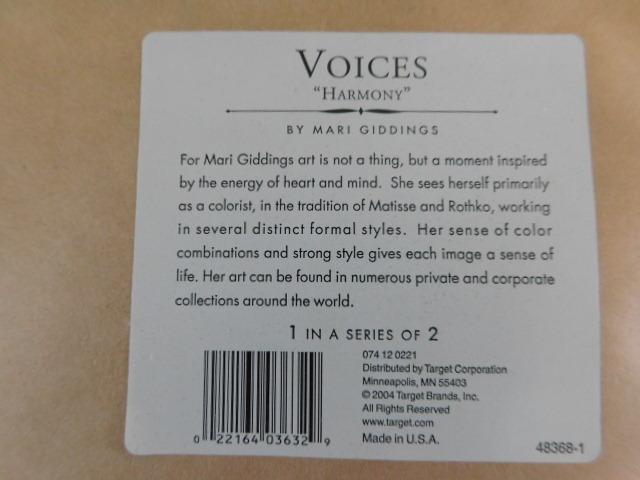 VOICES
"HARMONY"
BY MARI GIDDINGS
For Mari Giddings art is not a thing, but a moment inspired
by the energy of heart and mind. She sees herself primarily
as a colorist, in the tradition of Matisse and Rothko, working
in several distinct formal styles. Her sense of color
combinations and strong style gives each image a sense of
life. Her art can be found in numerous private and corporate
collections around the world.
1 IN A SERIES OF 2
074 12 0221
Distributed by Target Corporation
Minneapolis, MN 55403
© 2004 Target Brands, Inc.
All Rights Reserved
www.target.com
Made in U.S.A.
0 22164 03632 9
48368-1